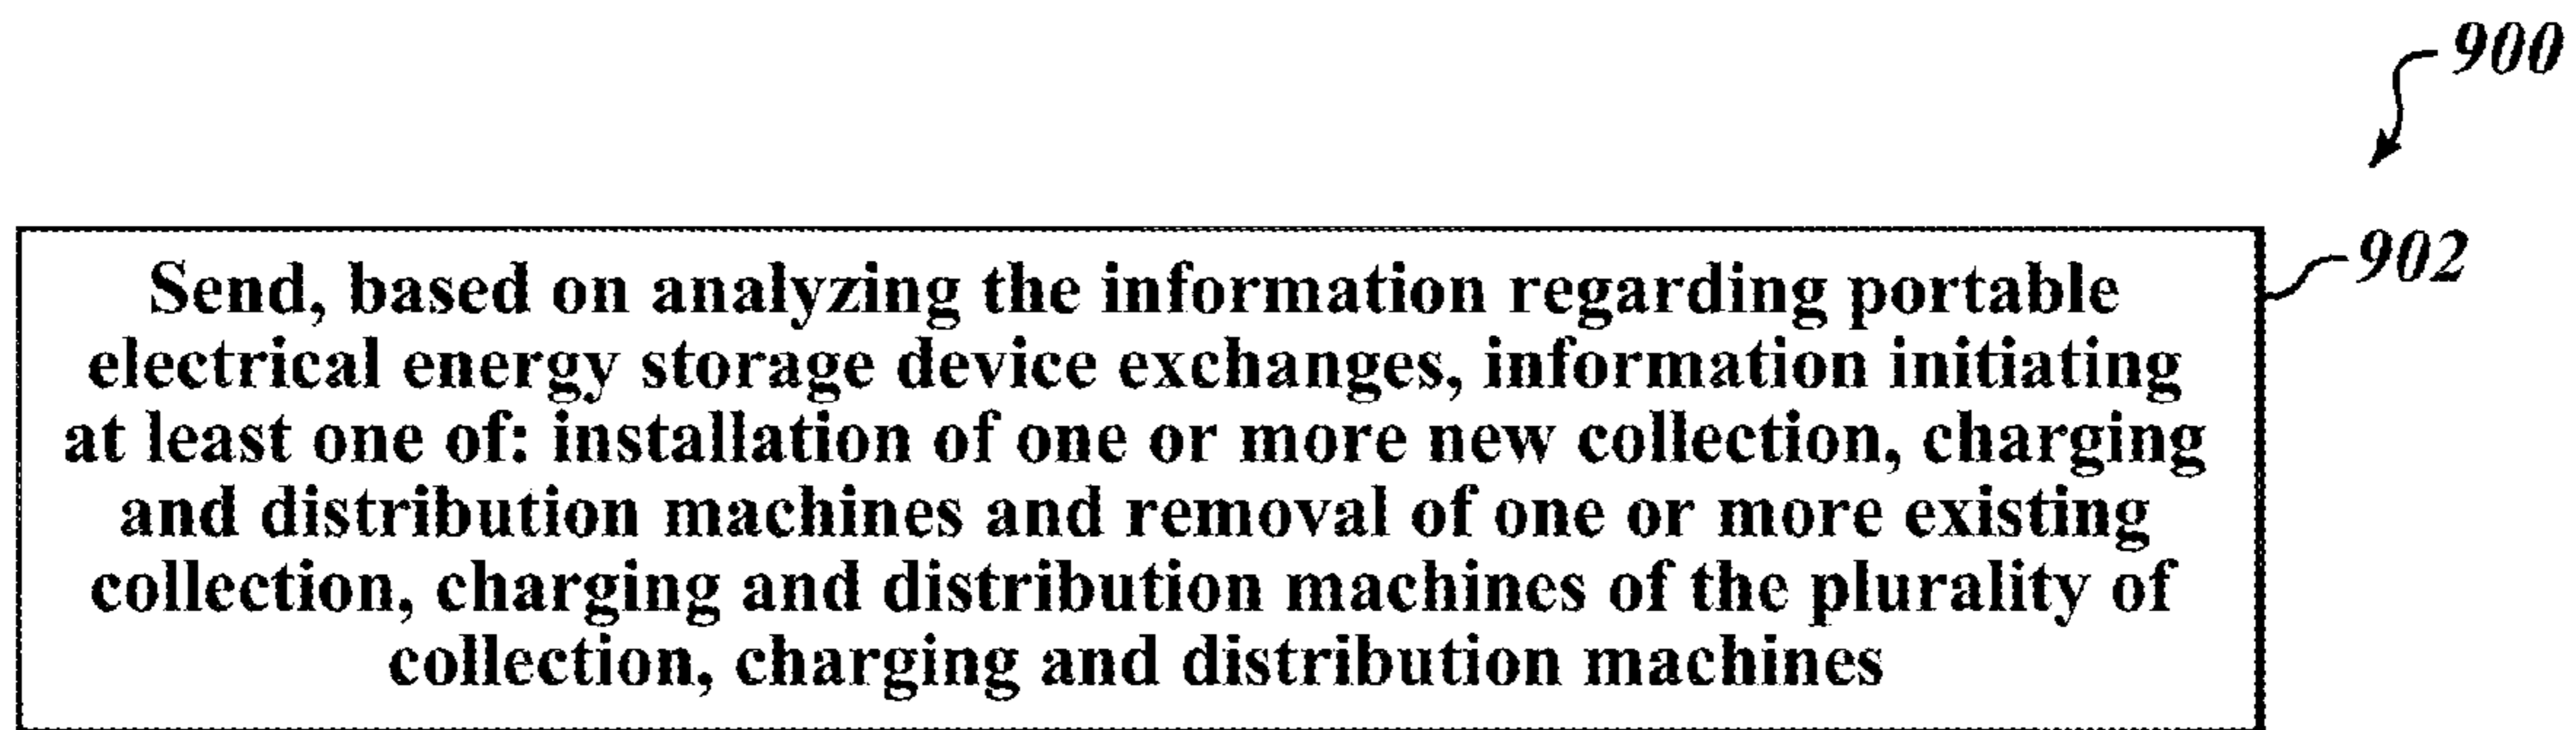 900
902
Send, based on analyzing the information regarding portable
electrical energy storage device exchanges, information initiating
at least one of: installation of one or more new collection, charging
and distribution machines and removal of one or more existing
collection, charging and distribution machines of the plurality of
collection, charging and distribution machines